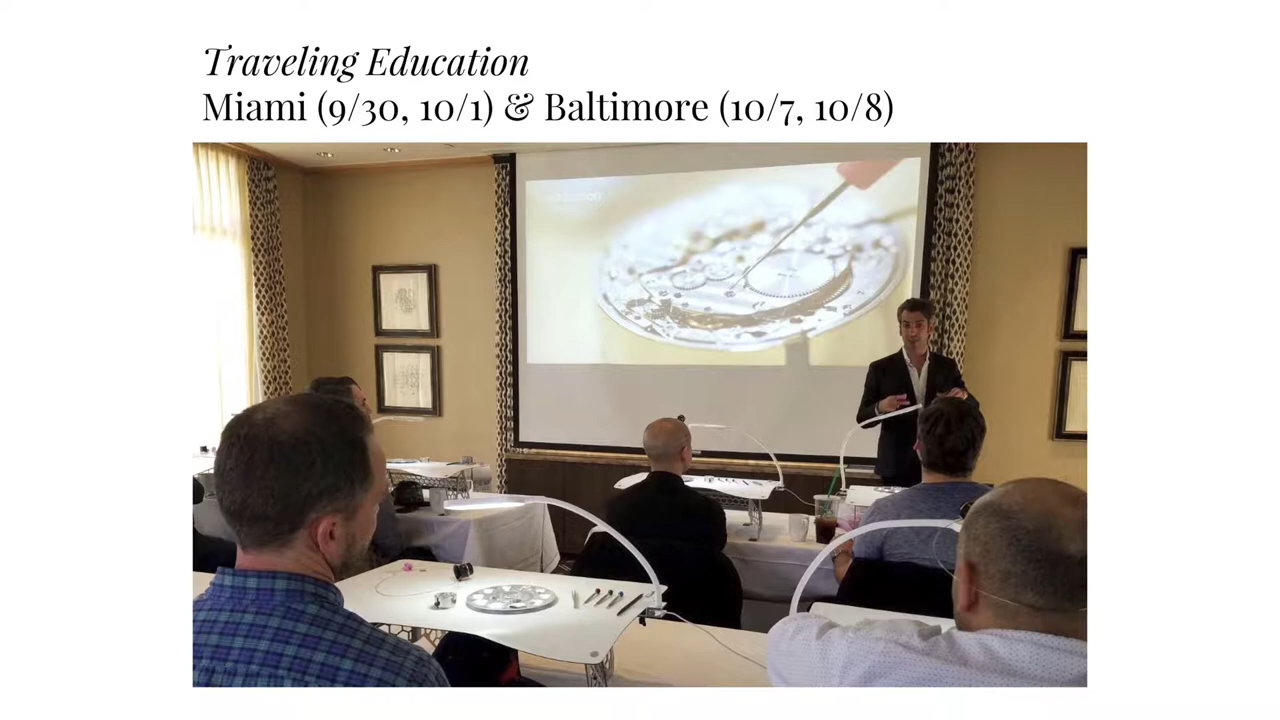 Traveling Education
Miami (9/30, 10/1) & Baltimore (10/7, 10/8)